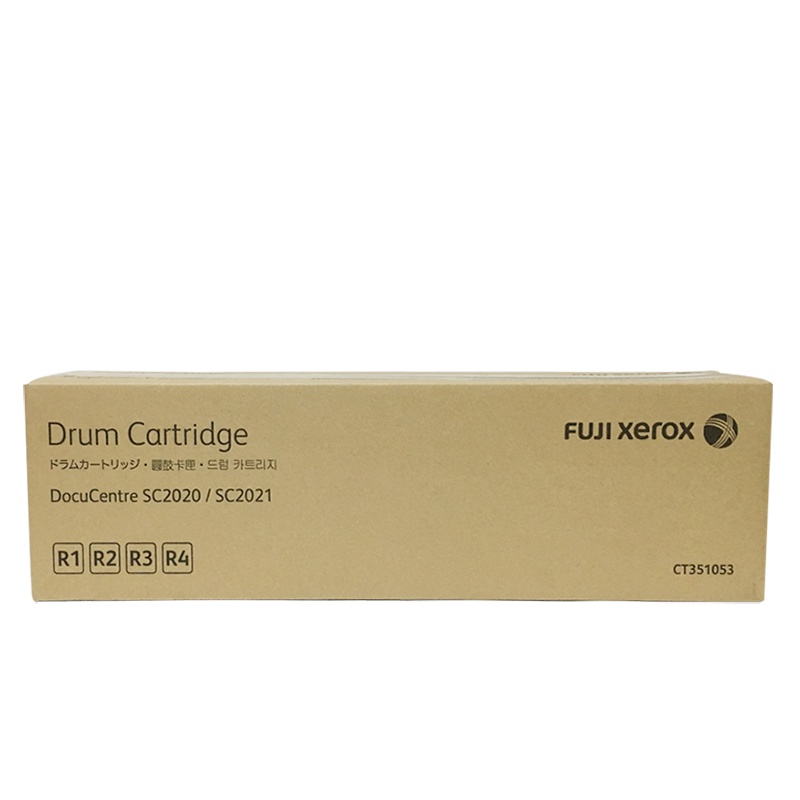 Drum Cartridge
FUJI xerox
ドラムカートリッジ・圓鼓卡匣・드럼 카트리지
DocuCentre SC2020 / SC2021
R1 R2 R3 R4
CT351053